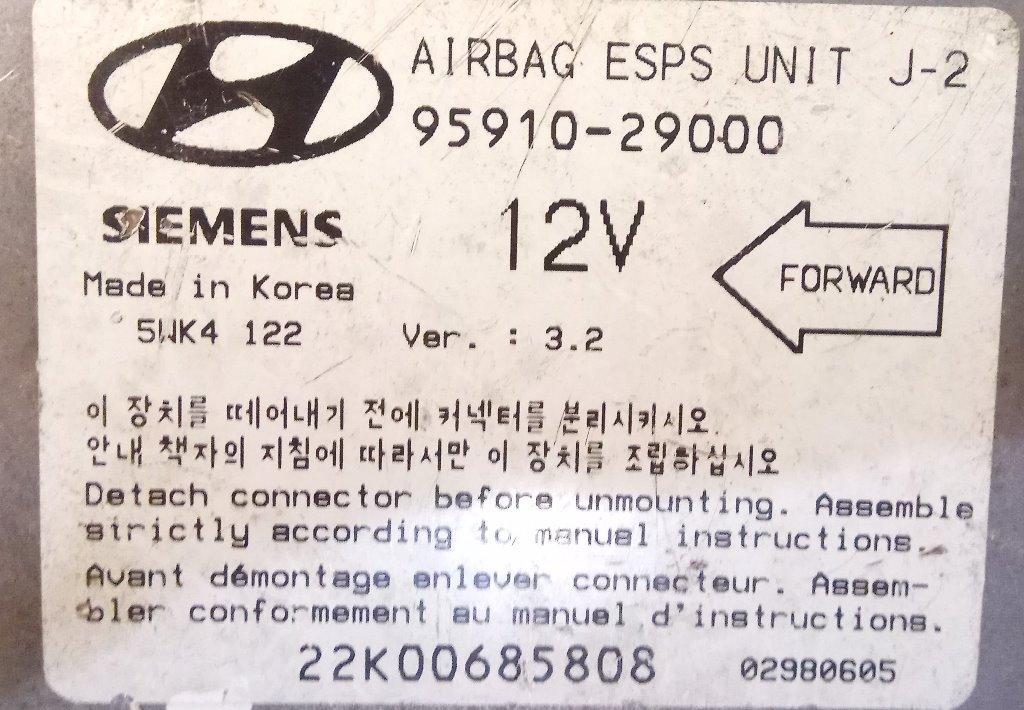 AIRBAG ESPS UNIT J-2
95910-29000
SIEMENS
12V
FORWARD
Made in Korea
5WK4 122 Ver. : 3.2
이 장치를 떼어내기 전에 커넥터를 분리시키시오.
안내 책자의 지침에 따라서만 이 장치를 조립하십시오
Detach connector before unmounting. Assemble
strictly according to manual instructions.
Avant démontage enlever connecteur. Assem-
bler conformement au manuel d'instructions.
22K00685808 02980605